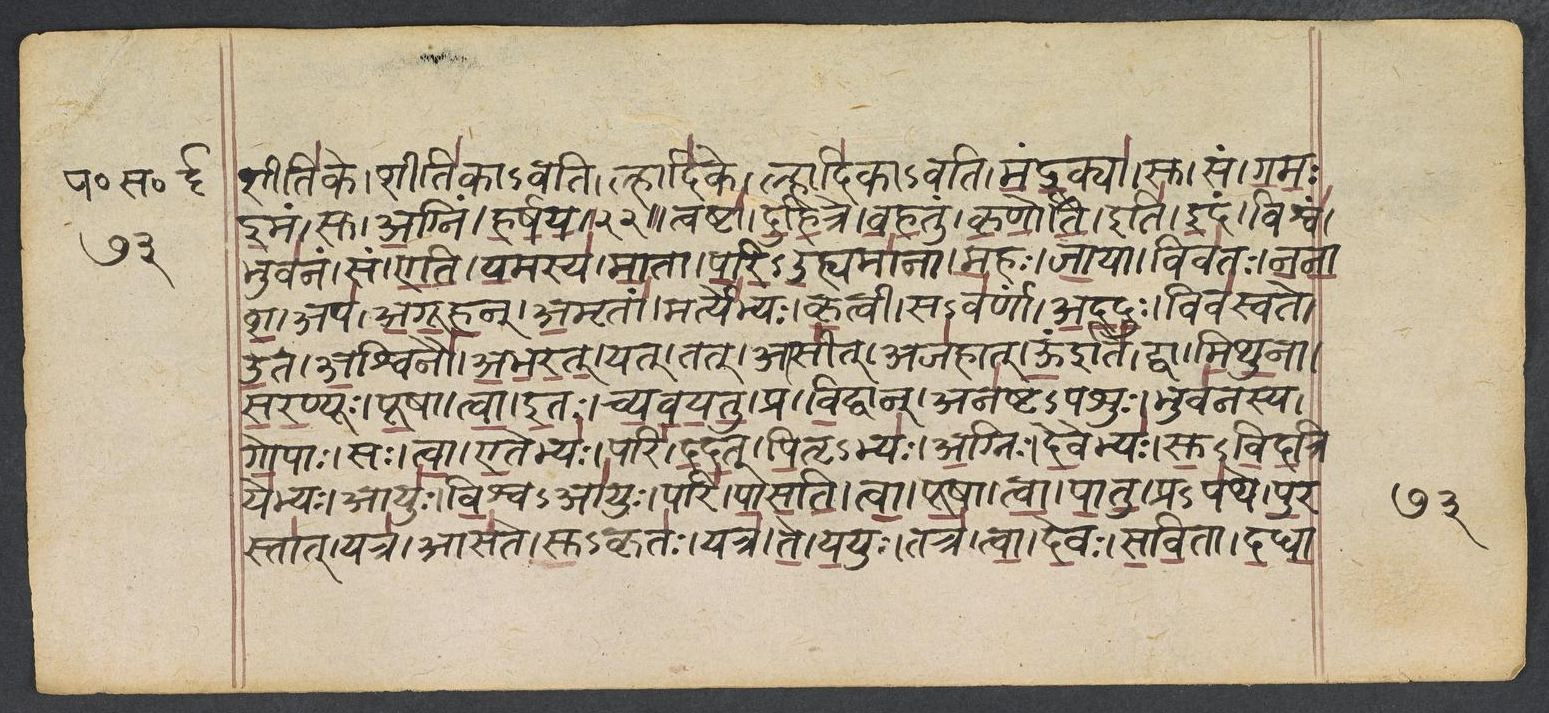 प० स० ६ शीतिके।शीतिकाऽवति।ल्हादिके।ल्हादिकाऽवति।मंडूक्या।सु।सं।गमः
७३ इमं।सु।अग्निं।हर्षय।२२॥त्वष्टा।दुहित्रे।वहतुं।कृणोति।इति।इदं।विश्वं।
भुवनं।सं।एति।यमस्य।माता।परिऽउह्यमाना।महः।जाया।विवतः।नना
श।अप।अगूहन्।अमृतां।मर्त्येभ्यः।कृत्वी।सऽवर्णां।अददुः।विवस्वते।
उत।अश्विनौ।अभरत्।यत्।तत्।आसीत्।अजहात्।ऊंइति।द्वा।मिथुना।
सरण्यूः।पूषा।त्वा।इतः।च्यवयतु।प्र।विद्वान्।अनष्टऽपशुः।भुवनस्य।
गोपाः।सः।त्वा।एतेभ्यः।परि।ददत्।पितृऽभ्यः।अग्निः।देवेभ्यः।सुऽविदत्रि
येभ्यः।आयुः।विश्वऽआयुः।परि।पासति।त्वा।पूषा।त्वा।पातु।प्रऽपथे।पुर ७३
स्तात्।यत्र।आसते।सुऽकृतः।यत्र।ते।ययुः।तत्र।त्वा।देवः।सविता।दधा